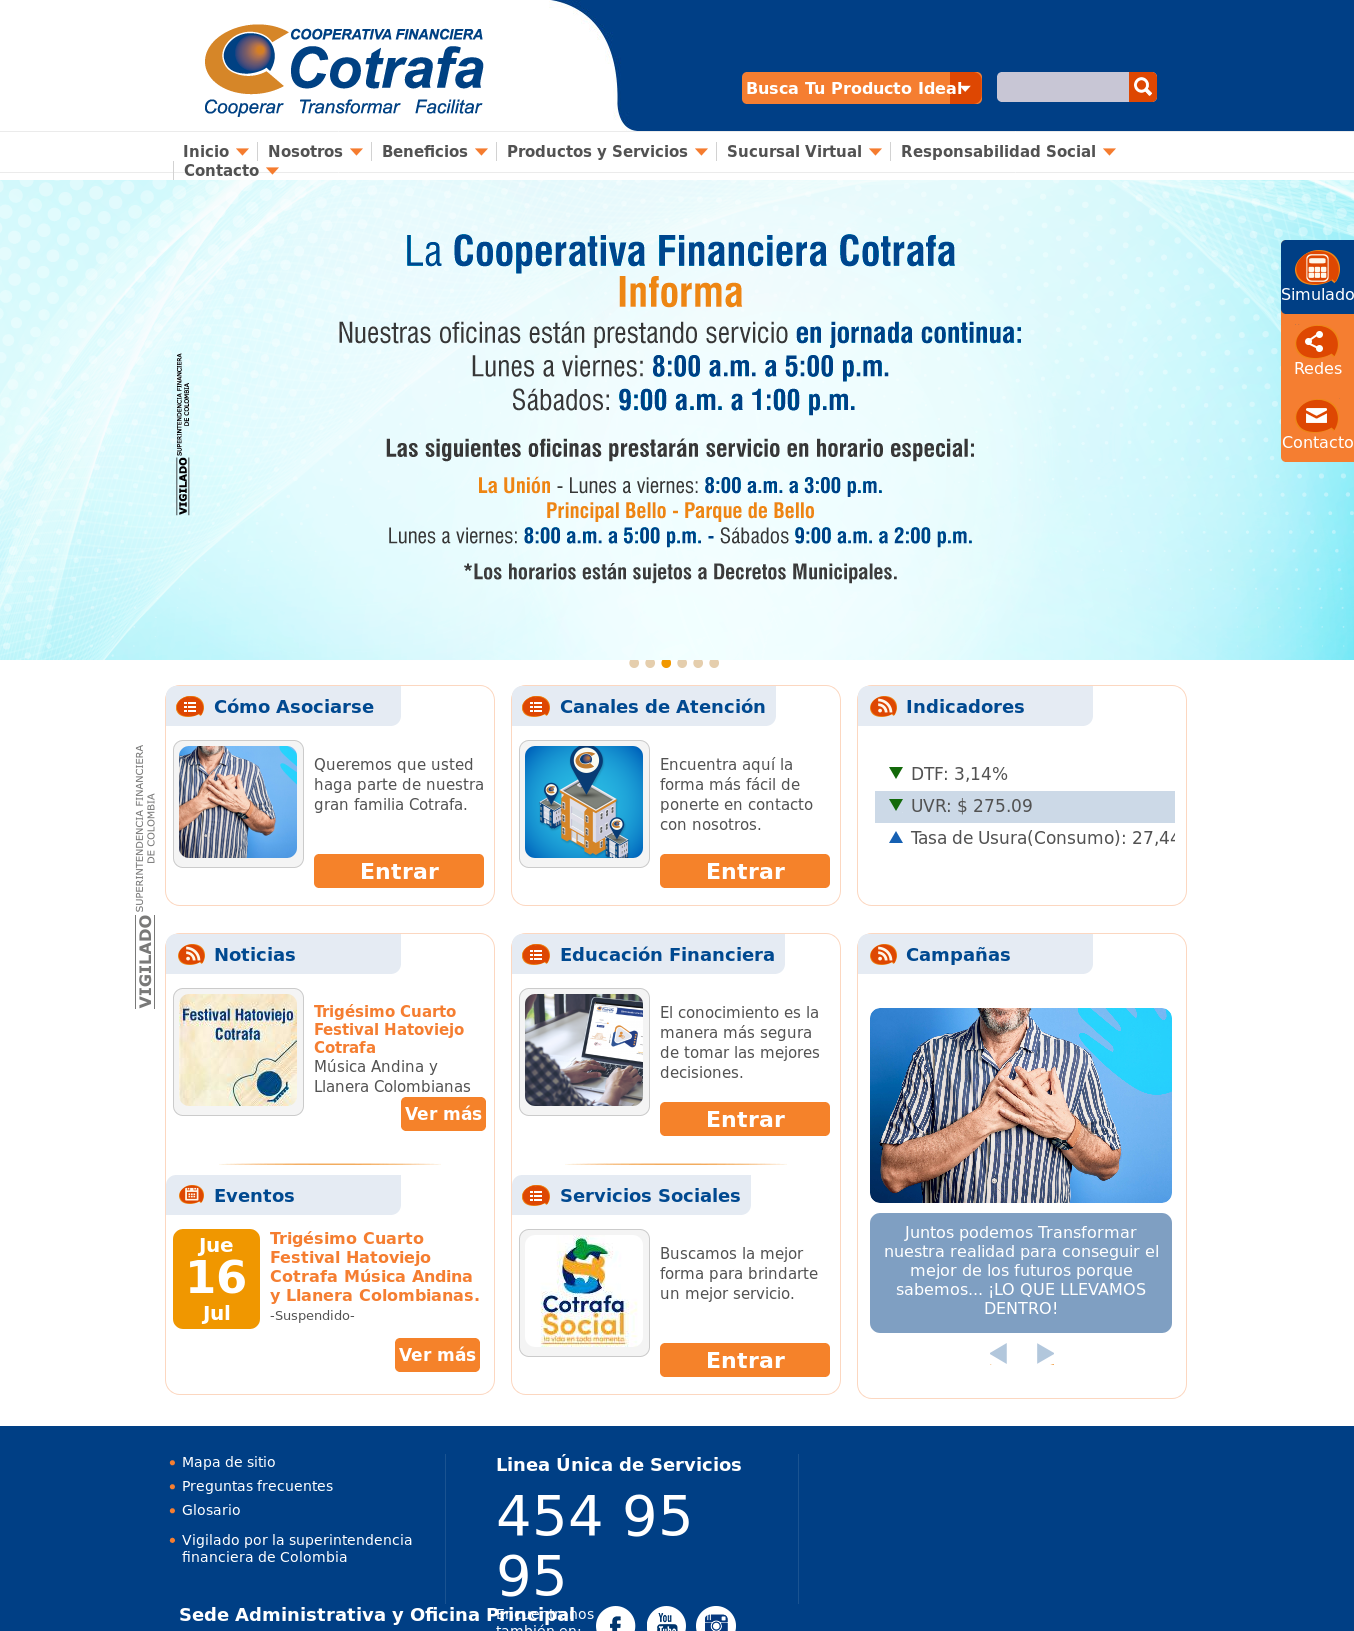 COOPERATIVA FINANCIERA
Cotrafa
Cooperar Transformar Facilitar
Busca Tu Producto Ideal
Inicio
Nosotros
Beneficios
Productos y Servicios
Sucursal Virtual
Responsabilidad Social
Contacto
La Cooperativa Financiera Cotrafa
Informa
Nuestras oficinas están prestando servicio en jornada continua:
Lunes a viernes: 8:00 a.m. a 5:00 p.m.
Sábados: 9:00 a.m. a 1:00 p.m.
Las siguientes oficinas prestarán servicio en horario especial:
La Unión - Lunes a viernes: 8:00 a.m. a 3:00 p.m.
Principal Bello - Parque de Bello
Lunes a viernes: 8:00 a.m. a 5:00 p.m. - Sábados 9:00 a.m. a 2:00 p.m.
*Los horarios están sujetos a Decretos Municipales.
VIGILADO SUPERINTENDENCIA FINANCIERA
DE COLOMBIA
Simulado
Redes
Contacto
VIGILADO SUPERINTENDENCIA FINANCIERA
DE COLOMBIA
Cómo Asociarse
Queremos que usted
haga parte de nuestra
gran familia Cotrafa.
Entrar
Canales de Atención
Encuentra aquí la
forma más fácil de
ponerte en contacto
con nosotros.
Entrar
Indicadores
DTF: 3,14%
UVR: $ 275.09
Tasa de Usura(Consumo): 27,44
Noticias
Festival Hatoviejo
Cotrafa
Trigésimo Cuarto
Festival Hatoviejo
Cotrafa
Música Andina y
Llanera Colombianas
Ver más
Educación Financiera
El conocimiento es la
manera más segura
de tomar las mejores
decisiones.
Entrar
Campañas
Juntos podemos Transformar
nuestra realidad para conseguir el
mejor de los futuros porque
sabemos... ¡LO QUE LLEVAMOS
DENTRO!
Eventos
Jue
16
Jul
Trigésimo Cuarto
Festival Hatoviejo
Cotrafa Música Andina
y Llanera Colombianas.
-Suspendido-
Ver más
Servicios Sociales
Cotrafa
Social
la vida en todo momento
Buscamos la mejor
forma para brindarte
un mejor servicio.
Entrar
Mapa de sitio
Preguntas frecuentes
Glosario
Vigilado por la superintendencia
financiera de Colombia
Linea Única de Servicios
454 95
95
Sede Administrativa y Oficina Principal
Encuentranos
también en:
You
Tube